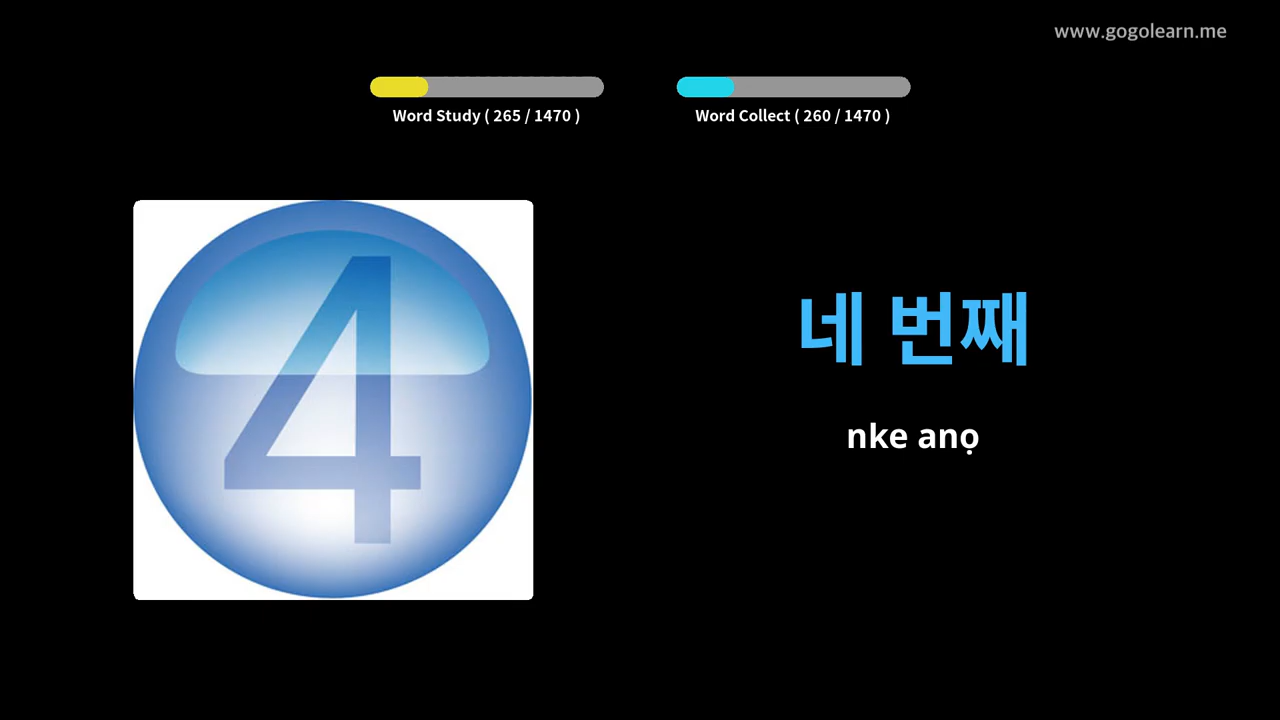 www.gogolearn.me
Word Study ( 265 / 1470 )
Word Collect ( 260 / 1470 )
4
네 번째
nke anọ